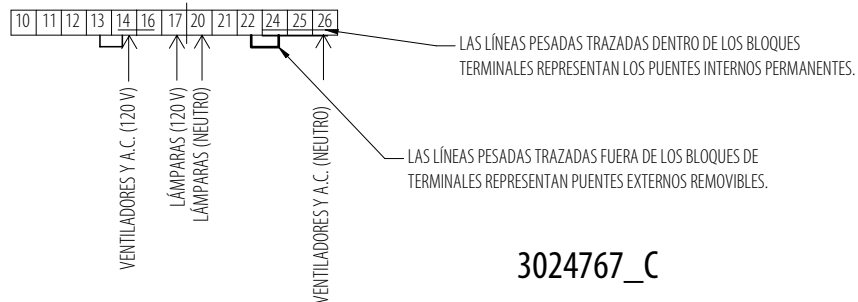 10 11 12 13 14 16 17 20 21 22 24 25 26
LAS LÍNEAS PESADAS TRAZADAS DENTRO DE LOS BLOQUES
TERMINALES REPRESENTAN LOS PUENTES INTERNOS PERMANENTES.
VENTILADORES Y A.C. (120 V)
LÁMPARAS (120 V)
LÁMPARAS (NEUTRO)
VENTILADORES Y A.C. (NEUTRO)
LAS LÍNEAS PESADAS TRAZADAS FUERA DE LOS BLOQUES DE
TERMINALES REPRESENTAN PUENTES EXTERNOS REMOVIBLES.
3024767_C